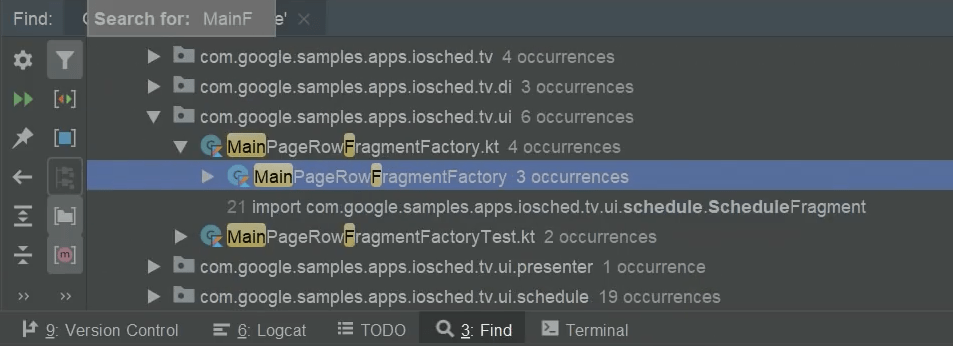 Find: Search for: MainF e'
com.google.samples.apps.iosched.tv 4 occurrences
com.google.samples.apps.iosched.tv.di 3 occurrences
com.google.samples.apps.iosched.tv.ui 6 occurrences
MainPageRowFragmentFactory.kt 4 occurrences
MainPageRowFragmentFactory 3 occurrences
21 import com.google.samples.apps.iosched.tv.ui.schedule.ScheduleFragment
MainPageRowFragmentFactoryTest.kt 2 occurrences
com.google.samples.apps.iosched.tv.ui.presenter 1 occurrence
com.google.samples.apps.iosched.tv.ui.schedule 19 occurrences
9: Version Control 6: Logcat TODO 3: Find Terminal